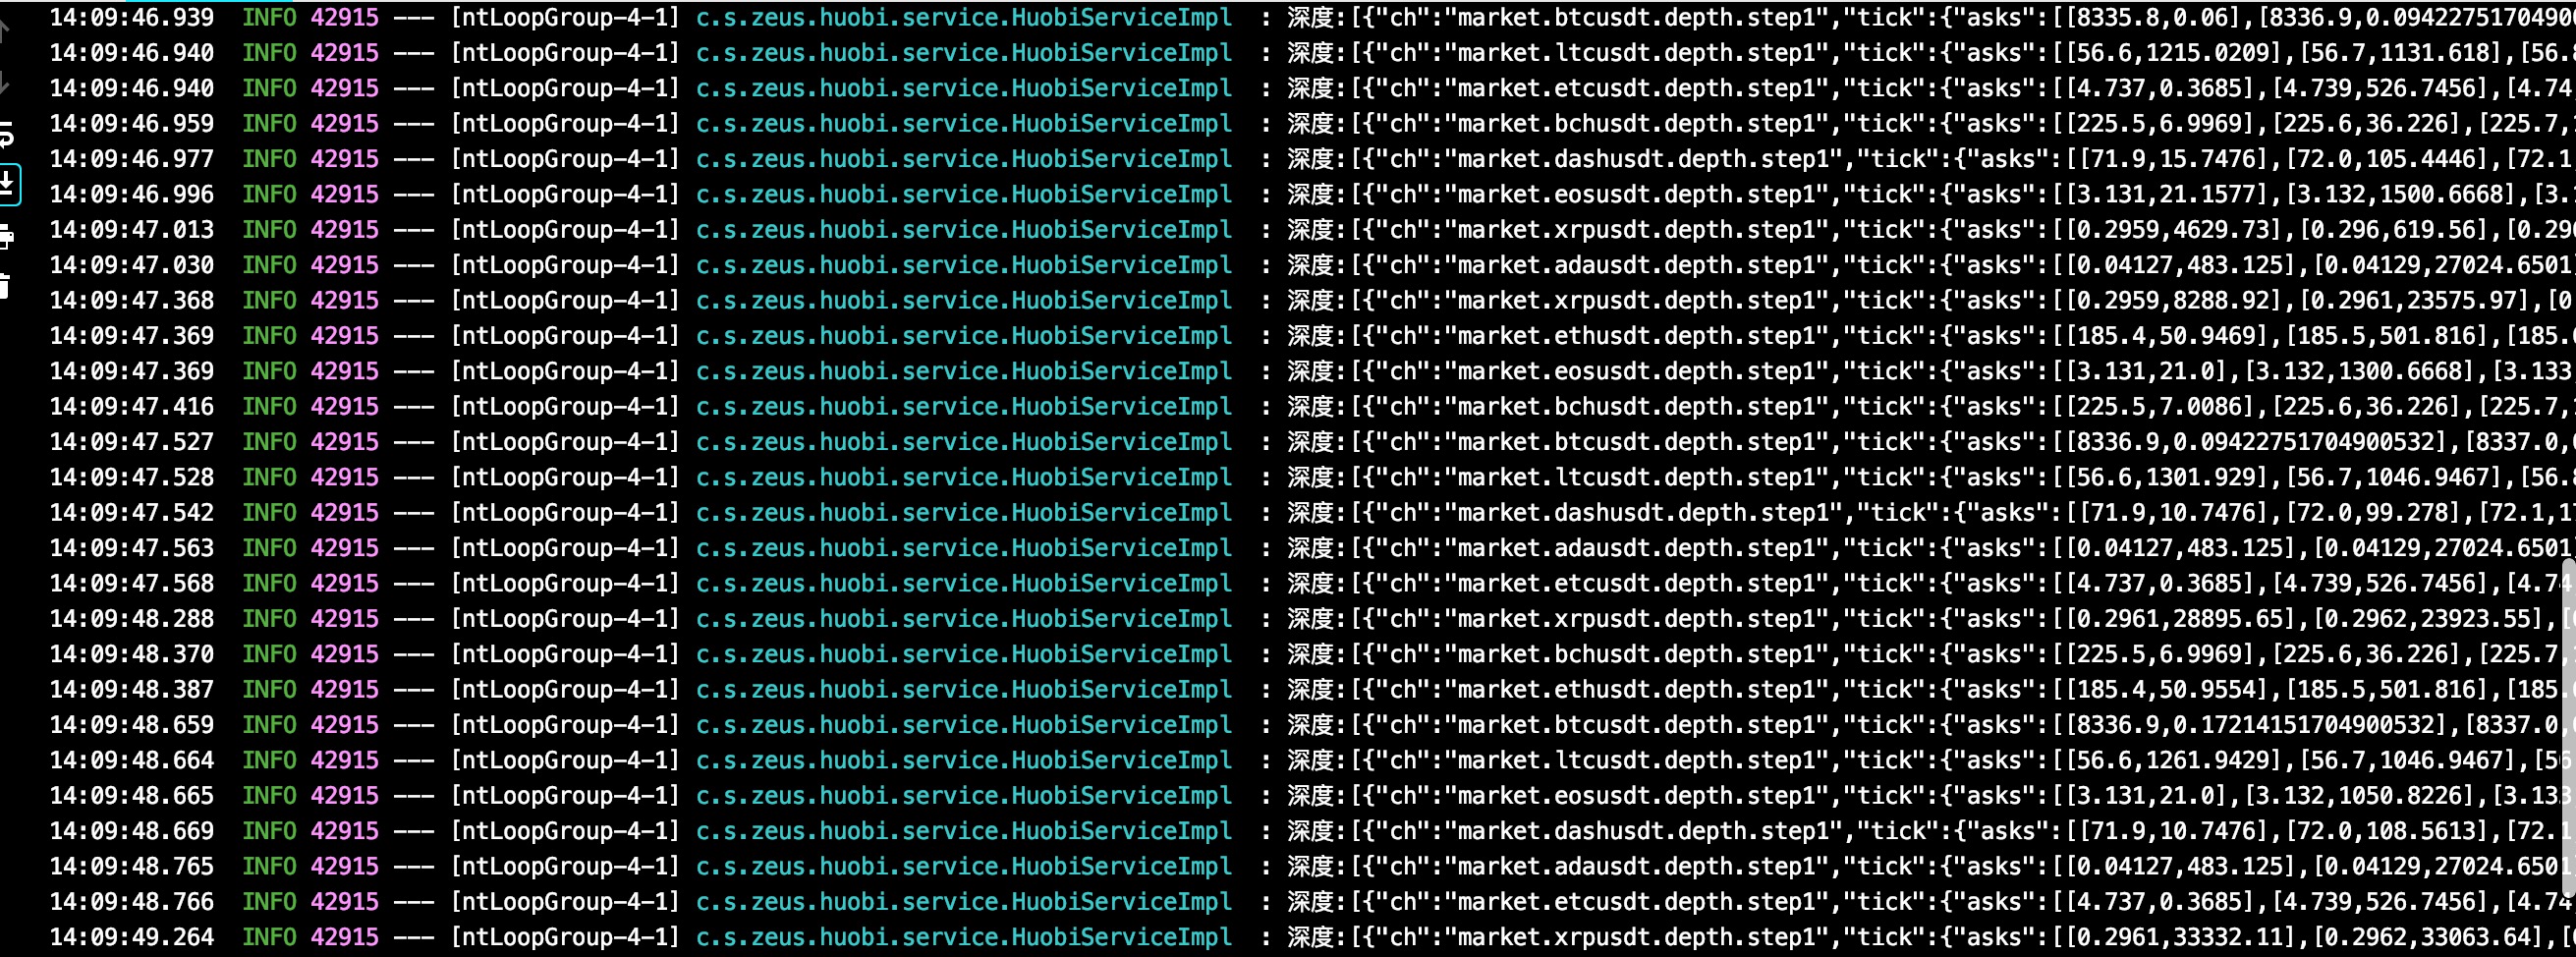 14:09:46.939 INFO 42915 --- [ntLoopGroup-4-1] c.s.zeus.huobi.service.HuobiServiceImpl : 深度:[{"ch":"market.btcusdt.depth.step1","tick":{"asks":[[8335.8,0.06],[8336.9,0.0942275170490
14:09:46.940 INFO 42915 --- [ntLoopGroup-4-1] c.s.zeus.huobi.service.HuobiServiceImpl : 深度:[{"ch":"market.ltcusdt.depth.step1","tick":{"asks":[[56.6,1215.0209],[56.7,1131.618],[56.8
14:09:46.940 INFO 42915 --- [ntLoopGroup-4-1] c.s.zeus.huobi.service.HuobiServiceImpl : 深度:[{"ch":"market.etcusdt.depth.step1","tick":{"asks":[[4.737,0.3685],[4.739,526.7456],[4.74
14:09:46.959 INFO 42915 --- [ntLoopGroup-4-1] c.s.zeus.huobi.service.HuobiServiceImpl : 深度:[{"ch":"market.bchusdt.depth.step1","tick":{"asks":[[225.5,6.9969],[225.6,36.226],[225.7,
14:09:46.977 INFO 42915 --- [ntLoopGroup-4-1] c.s.zeus.huobi.service.HuobiServiceImpl : 深度:[{"ch":"market.dashusdt.depth.step1","tick":{"asks":[[71.9,15.7476],[72.0,105.4446],[72.1
14:09:46.996 INFO 42915 --- [ntLoopGroup-4-1] c.s.zeus.huobi.service.HuobiServiceImpl : 深度:[{"ch":"market.eosusdt.depth.step1","tick":{"asks":[[3.131,21.1577],[3.132,1500.6668],[3.
14:09:47.013 INFO 42915 --- [ntLoopGroup-4-1] c.s.zeus.huobi.service.HuobiServiceImpl : 深度:[{"ch":"market.xrpusdt.depth.step1","tick":{"asks":[[0.2959,4629.73],[0.296,619.56],[0.29
14:09:47.030 INFO 42915 --- [ntLoopGroup-4-1] c.s.zeus.huobi.service.HuobiServiceImpl : 深度:[{"ch":"market.adausdt.depth.step1","tick":{"asks":[[0.04127,483.125],[0.04129,27024.6501
14:09:47.368 INFO 42915 --- [ntLoopGroup-4-1] c.s.zeus.huobi.service.HuobiServiceImpl : 深度:[{"ch":"market.xrpusdt.depth.step1","tick":{"asks":[[0.2959,8288.92],[0.2961,23575.97],[0
14:09:47.369 INFO 42915 --- [ntLoopGroup-4-1] c.s.zeus.huobi.service.HuobiServiceImpl : 深度:[{"ch":"market.ethusdt.depth.step1","tick":{"asks":[[185.4,50.9469],[185.5,501.816],[185.
14:09:47.369 INFO 42915 --- [ntLoopGroup-4-1] c.s.zeus.huobi.service.HuobiServiceImpl : 深度:[{"ch":"market.eosusdt.depth.step1","tick":{"asks":[[3.131,21.0],[3.132,1300.6668],[3.133
14:09:47.416 INFO 42915 --- [ntLoopGroup-4-1] c.s.zeus.huobi.service.HuobiServiceImpl : 深度:[{"ch":"market.bchusdt.depth.step1","tick":{"asks":[[225.5,7.0086],[225.6,36.226],[225.7,
14:09:47.527 INFO 42915 --- [ntLoopGroup-4-1] c.s.zeus.huobi.service.HuobiServiceImpl : 深度:[{"ch":"market.btcusdt.depth.step1","tick":{"asks":[[8336.9,0.09422751704900532],[8337.0,
14:09:47.528 INFO 42915 --- [ntLoopGroup-4-1] c.s.zeus.huobi.service.HuobiServiceImpl : 深度:[{"ch":"market.ltcusdt.depth.step1","tick":{"asks":[[56.6,1301.929],[56.7,1046.9467],[56.
14:09:47.542 INFO 42915 --- [ntLoopGroup-4-1] c.s.zeus.huobi.service.HuobiServiceImpl : 深度:[{"ch":"market.dashusdt.depth.step1","tick":{"asks":[[71.9,10.7476],[72.0,99.278],[72.1,1
14:09:47.563 INFO 42915 --- [ntLoopGroup-4-1] c.s.zeus.huobi.service.HuobiServiceImpl : 深度:[{"ch":"market.adausdt.depth.step1","tick":{"asks":[[0.04127,483.125],[0.04129,27024.6501
14:09:47.568 INFO 42915 --- [ntLoopGroup-4-1] c.s.zeus.huobi.service.HuobiServiceImpl : 深度:[{"ch":"market.etcusdt.depth.step1","tick":{"asks":[[4.737,0.3685],[4.739,526.7456],[4.74
14:09:48.288 INFO 42915 --- [ntLoopGroup-4-1] c.s.zeus.huobi.service.HuobiServiceImpl : 深度:[{"ch":"market.xrpusdt.depth.step1","tick":{"asks":[[0.2961,28895.65],[0.2962,23923.55],[
14:09:48.370 INFO 42915 --- [ntLoopGroup-4-1] c.s.zeus.huobi.service.HuobiServiceImpl : 深度:[{"ch":"market.bchusdt.depth.step1","tick":{"asks":[[225.5,6.9969],[225.6,36.226],[225.7,
14:09:48.387 INFO 42915 --- [ntLoopGroup-4-1] c.s.zeus.huobi.service.HuobiServiceImpl : 深度:[{"ch":"market.ethusdt.depth.step1","tick":{"asks":[[185.4,50.9554],[185.5,501.816],[185.
14:09:48.659 INFO 42915 --- [ntLoopGroup-4-1] c.s.zeus.huobi.service.HuobiServiceImpl : 深度:[{"ch":"market.btcusdt.depth.step1","tick":{"asks":[[8336.9,0.17214151704900532],[8337.0,
14:09:48.664 INFO 42915 --- [ntLoopGroup-4-1] c.s.zeus.huobi.service.HuobiServiceImpl : 深度:[{"ch":"market.ltcusdt.depth.step1","tick":{"asks":[[56.6,1261.9429],[56.7,1046.9467],[56
14:09:48.665 INFO 42915 --- [ntLoopGroup-4-1] c.s.zeus.huobi.service.HuobiServiceImpl : 深度:[{"ch":"market.eosusdt.depth.step1","tick":{"asks":[[3.131,21.0],[3.132,1050.8226],[3.133
14:09:48.669 INFO 42915 --- [ntLoopGroup-4-1] c.s.zeus.huobi.service.HuobiServiceImpl : 深度:[{"ch":"market.dashusdt.depth.step1","tick":{"asks":[[71.9,10.7476],[72.0,108.5613],[72.1
14:09:48.765 INFO 42915 --- [ntLoopGroup-4-1] c.s.zeus.huobi.service.HuobiServiceImpl : 深度:[{"ch":"market.adausdt.depth.step1","tick":{"asks":[[0.04127,483.125],[0.04129,27024.6501
14:09:48.766 INFO 42915 --- [ntLoopGroup-4-1] c.s.zeus.huobi.service.HuobiServiceImpl : 深度:[{"ch":"market.etcusdt.depth.step1","tick":{"asks":[[4.737,0.3685],[4.739,526.7456],[4.74
14:09:49.264 INFO 42915 --- [ntLoopGroup-4-1] c.s.zeus.huobi.service.HuobiServiceImpl : 深度:[{"ch":"market.xrpusdt.depth.step1","tick":{"asks":[[0.2961,33332.11],[0.2962,33063.64],[